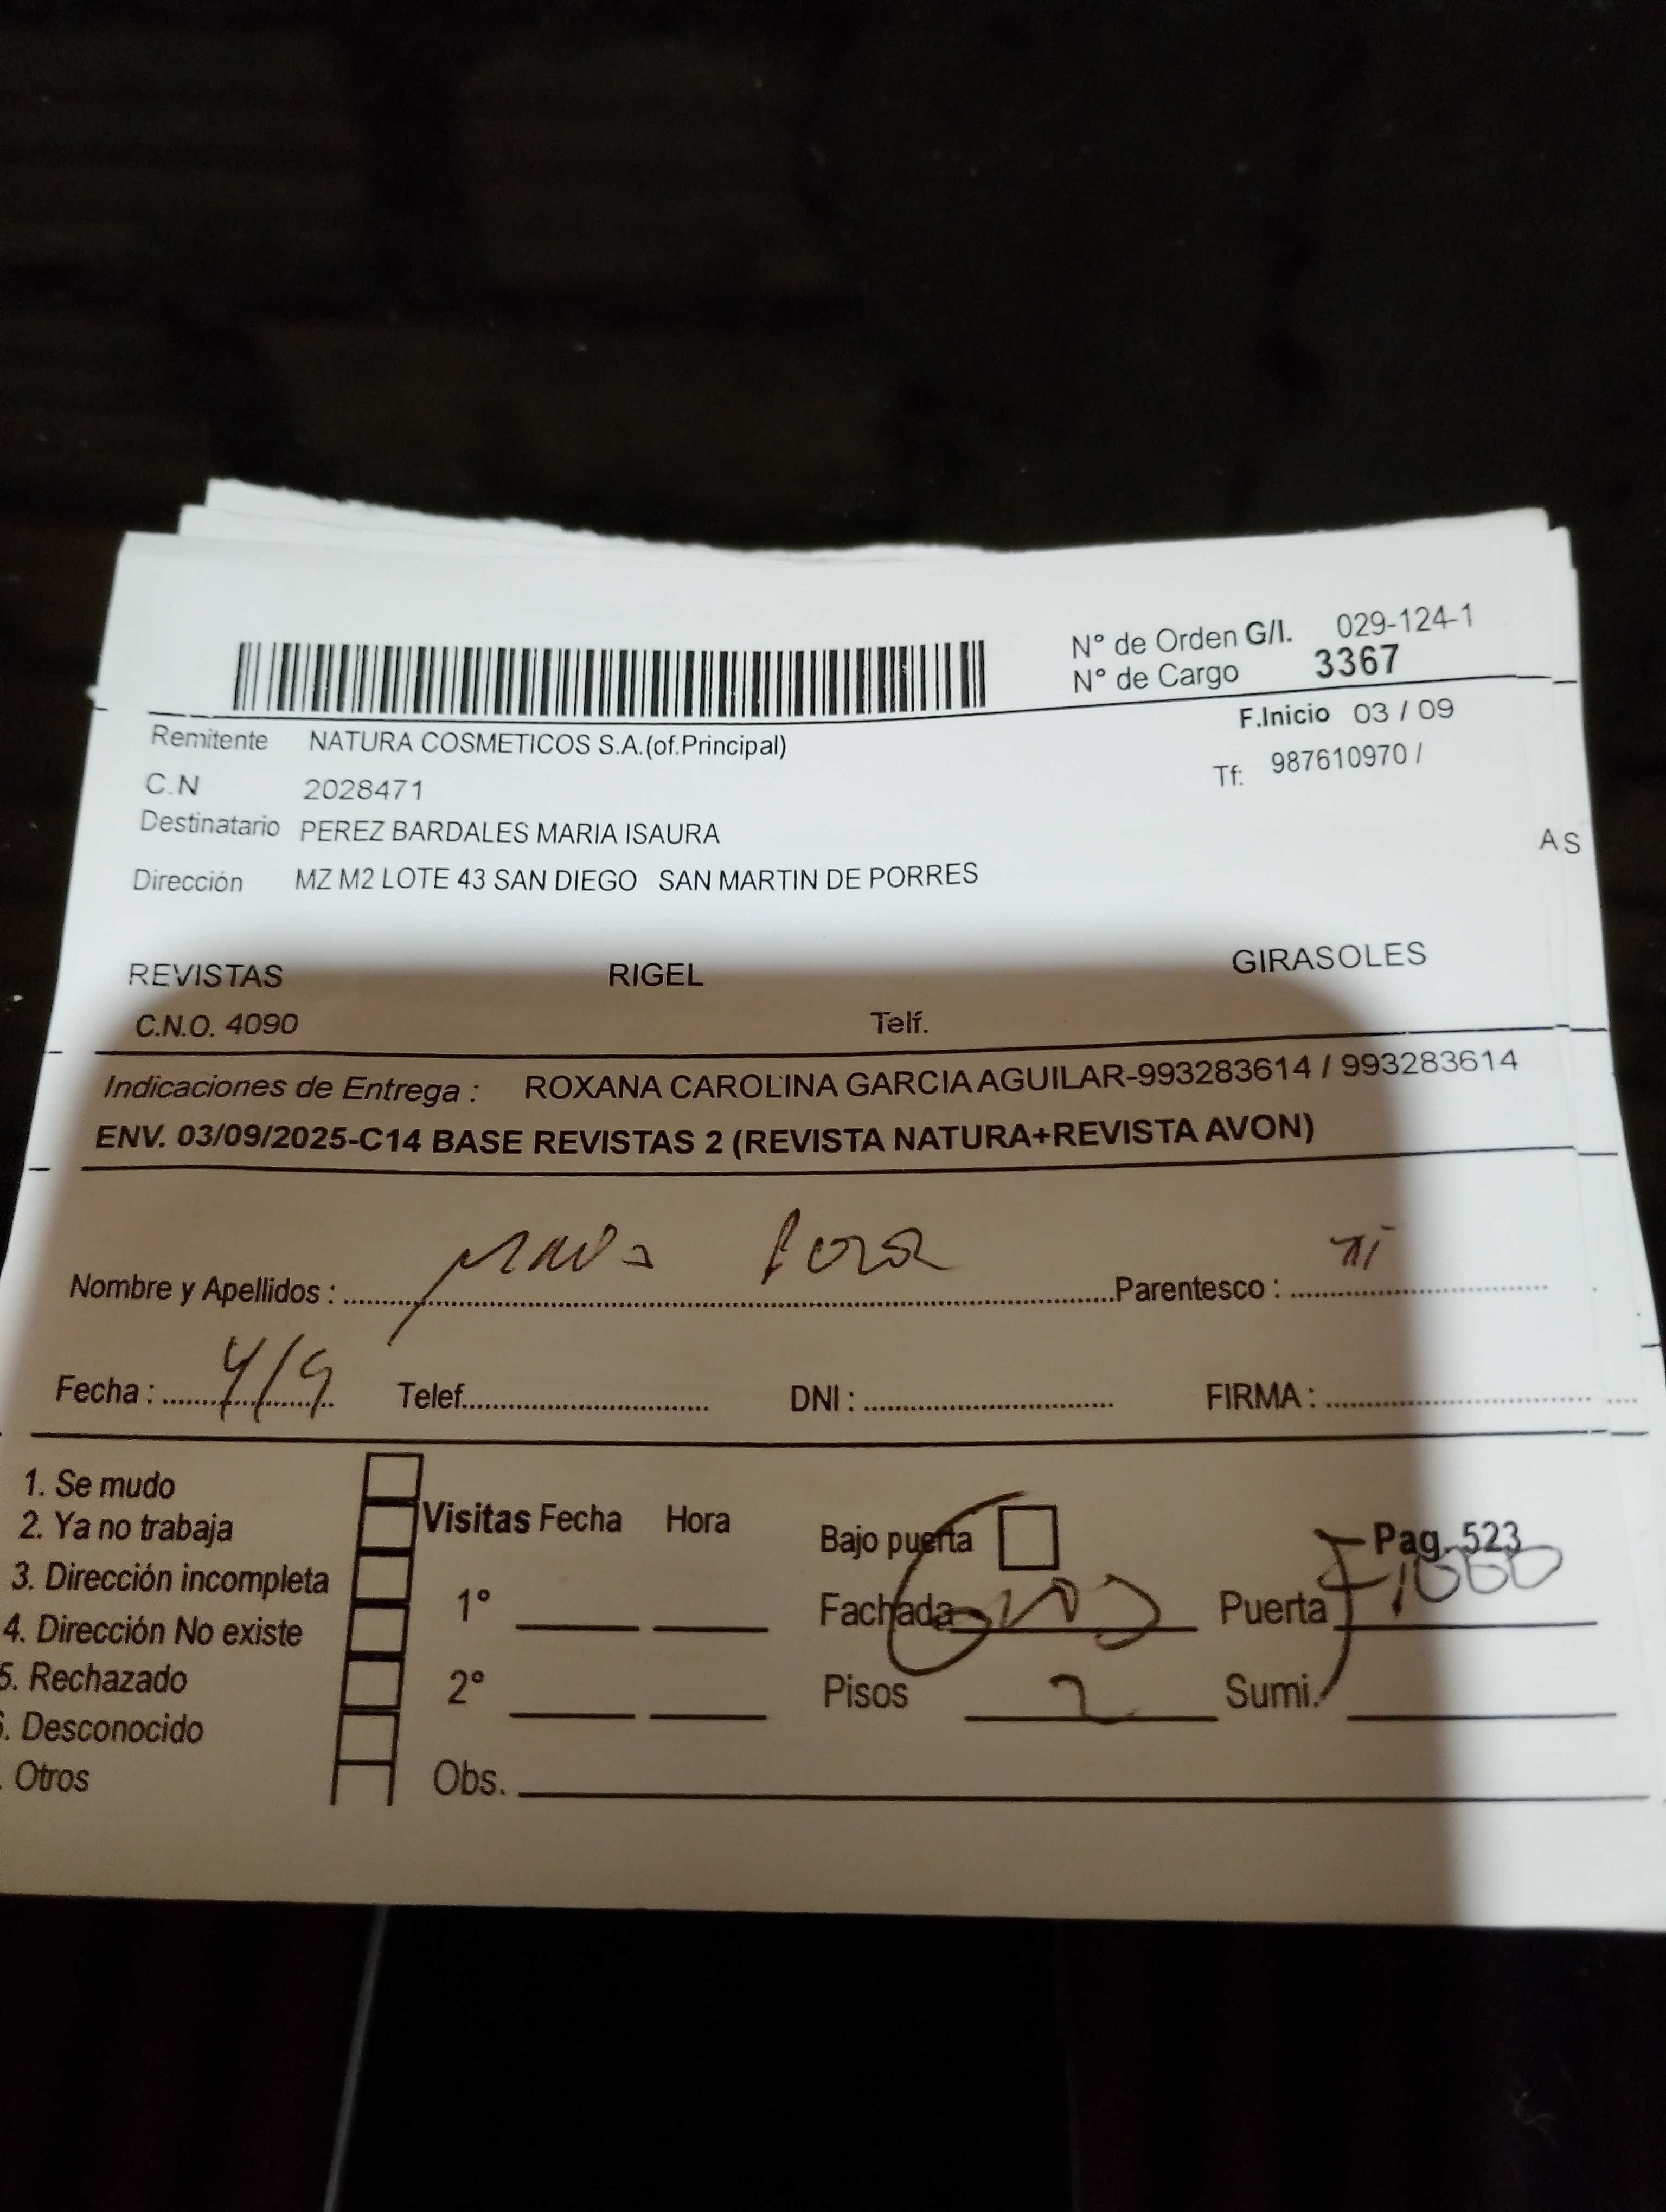 N° de Orden G/I. 029-124-1
N° de Cargo 3367
F.Inicio 03 / 09
Remitente NATURA COSMETICOS S.A.(of.Principal)
Tf: 987610970 /
C.N 2028471
Destinatario PEREZ BARDALES MARIA ISAURA
AS
Dirección MZ M2 LOTE 43 SAN DIEGO SAN MARTIN DE PORRES
REVISTAS RIGEL GIRASOLES
C.N.O. 4090 Telf.
Indicaciones de Entrega : ROXANA CAROLINA GARCIA AGUILAR-993283614 / 993283614
ENV. 03/09/2025-C14 BASE REVISTAS 2 (REVISTA NATURA+REVISTA AVON)
Nombre y Apellidos : Parentesco :
Fecha : 4/9 Telef. DNI : FIRMA :
1. Se mudo
2. Ya no trabaja
3. Dirección incompleta
4. Dirección No existe
5. Rechazado
. Desconocido
. Otros
Visitas Fecha Hora
1°
2°
Obs.
Bajo puerta Pag. 523
Fachada Puerta
Pisos 2 Sumi.